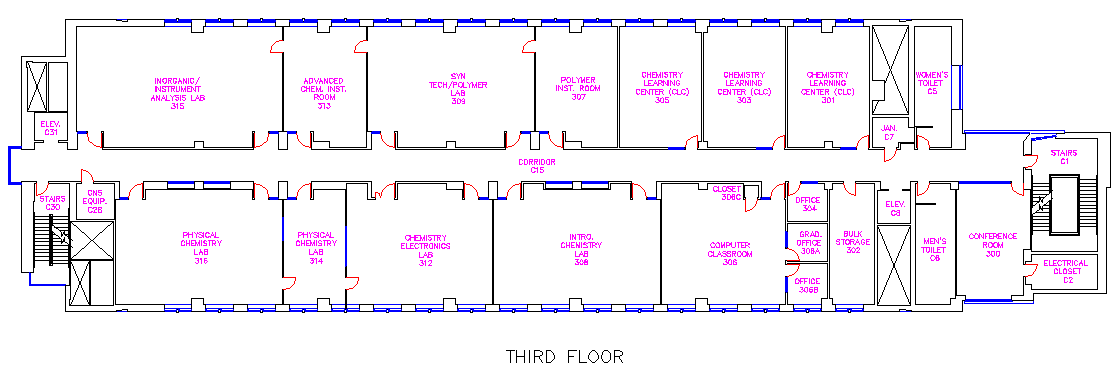 INORGANIC/
INSTRUMENT
ANALYSIS LAB
315
ADVANCED
CHEM. INST.
ROOM
313
SYN
TECH/POLYMER
LAB
309
POLYMER
INST. ROOM
307
CHEMISTRY
LEARNING
CENTER (CLC)
305
CHEMISTRY
LEARNING
CENTER (CLC)
303
CHEMISTRY
LEARNING
CENTER (CLC)
301
WOMEN'S
TOILET
C5
ELEV.
C31
JAN.
C7
CORRIDOR
C15
STAIRS
C1
STAIRS
C30
CNS
EQUIP.
C28
CLOSET
306C
OFFICE
304
ELEV.
C8
PHYSICAL
CHEMISTRY
LAB
316
PHYSICAL
CHEMISTRY
LAB
314
CHEMISTRY
ELECTRONICS
LAB
312
INTRO.
CHEMISTRY
LAB
308
COMPUTER
CLASSROOM
306
GRAD.
OFFICE
306A
BULK
STORAGE
302
MEN'S
TOILET
C6
CONFERENCE
ROOM
300
ELECTRICAL
CLOSET
C2
OFFICE
306B
THIRD FLOOR